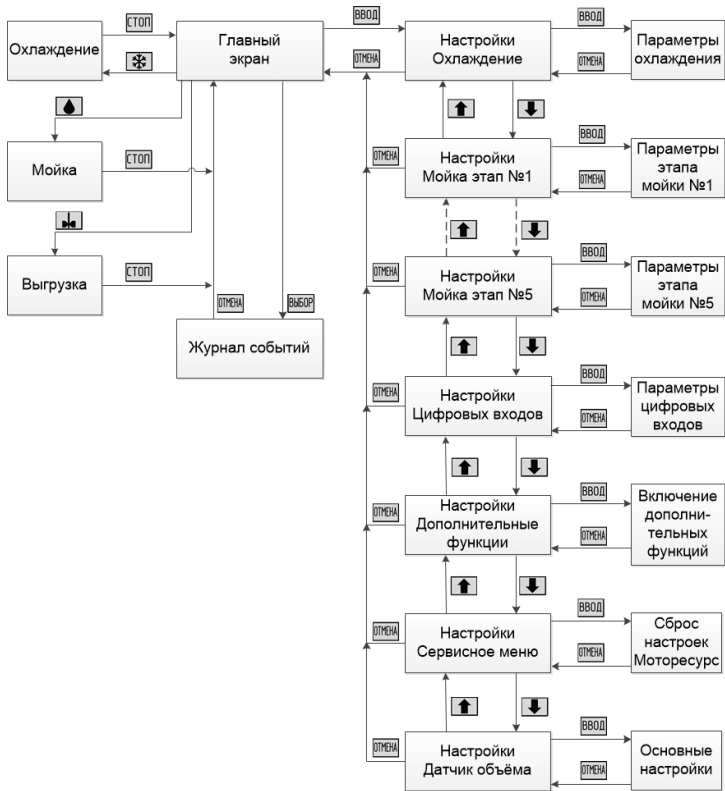 СТОП
ВВОД
ВВОД
Охлаждение
Главный
экран
Настройки
Охлаждение
Параметры
охлаждения
ОТМЕНА
ОТМЕНА
Мойка
СТОП
ОТМЕНА
Настройки
Мойка этап №1
ВВОД
ОТМЕНА
Параметры
этапа
мойки №1
Выгрузка
СТОП
ОТМЕНА
Настройки
Мойка этап №5
ВВОД
ОТМЕНА
Параметры
этапа
мойки №5
ОТМЕНА
ВЫБОР
Журнал событий
ОТМЕНА
Настройки
Цифровых входов
ВВОД
ОТМЕНА
Параметры
цифровых
входов
ОТМЕНА
Настройки
Дополнительные
функции
ВВОД
ОТМЕНА
Включение
дополни-
тельных
функций
ОТМЕНА
Настройки
Сервисное меню
ВВОД
ОТМЕНА
Сброс
настроек
Моторесурс
ОТМЕНА
Настройки
Датчик объёма
ВВОД
ОТМЕНА
Основные
настройки